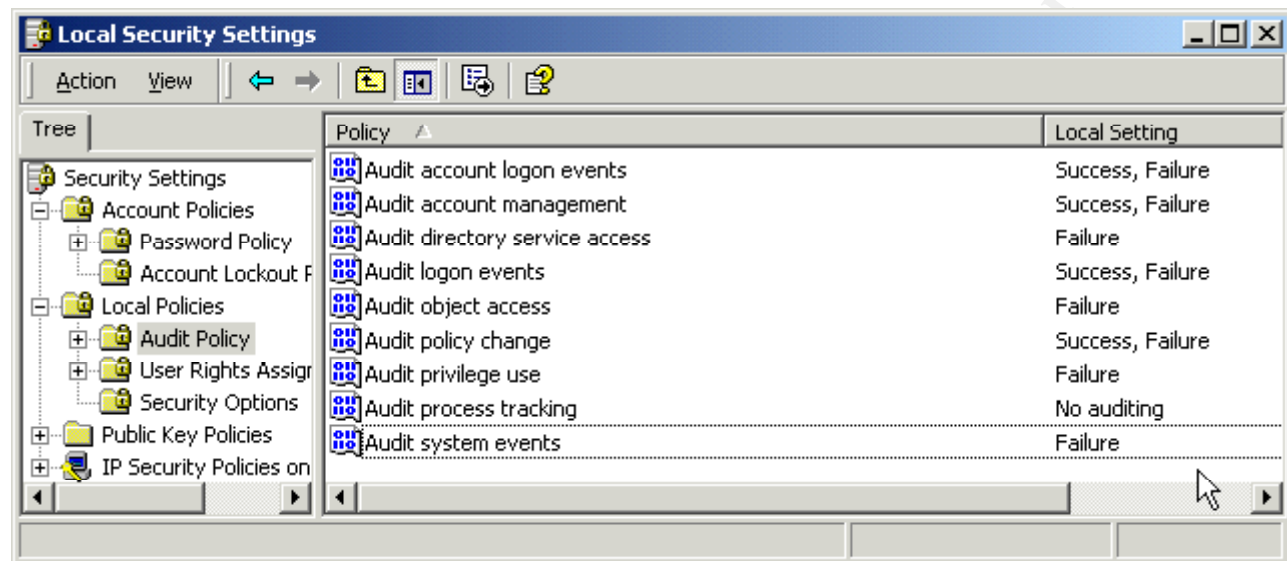 Local Security Settings
Action View
Tree
Policy Local Setting
Security Settings
Account Policies
Password Policy
Account Lockout P
Local Policies
Audit Policy
User Rights Assigr
Security Options
Public Key Policies
IP Security Policies on
Audit account logon events Success, Failure
Audit account management Success, Failure
Audit directory service access Failure
Audit logon events Success, Failure
Audit object access Failure
Audit policy change Success, Failure
Audit privilege use Failure
Audit process tracking No auditing
Audit system events Failure